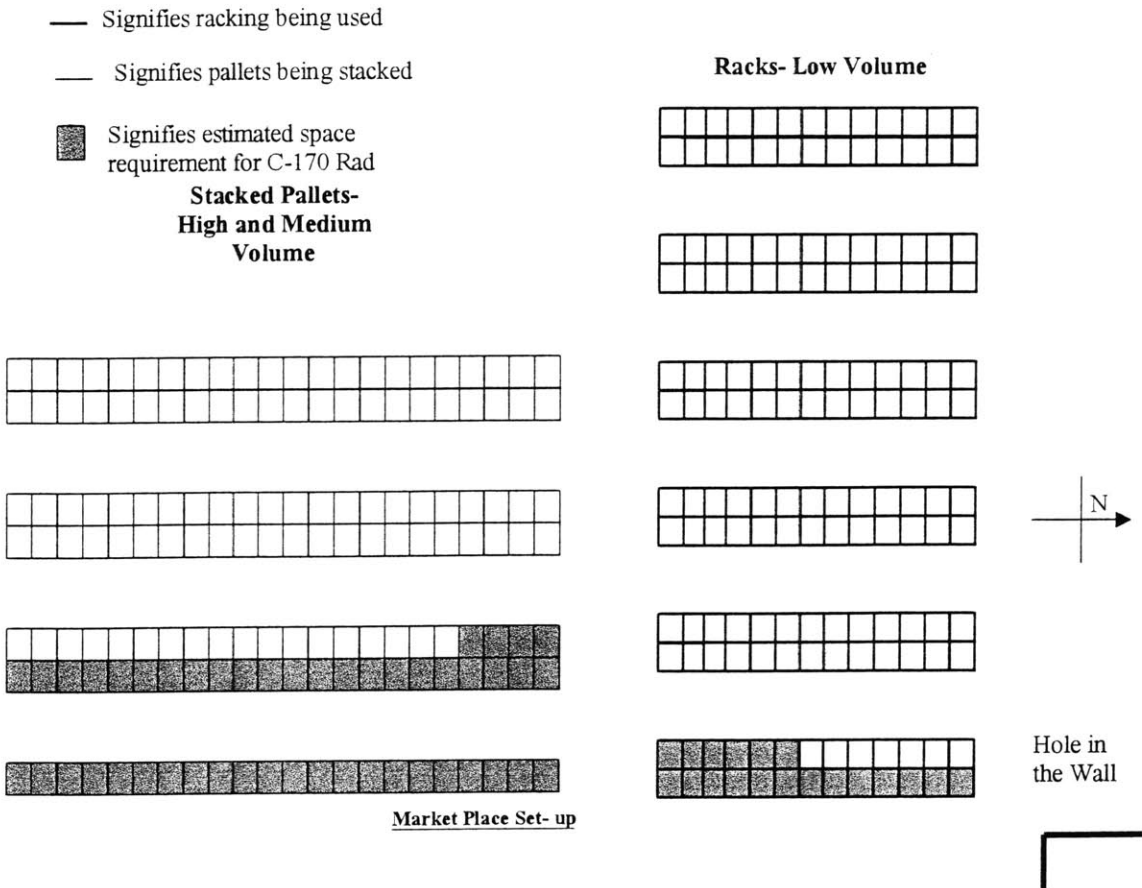 Signifies racking being used
Signifies pallets being stacked
Signifies estimated space
requirement for C-170 Rad
Stacked Pallets-
High and Medium
Volume
Racks- Low Volume
N
Hole in
the Wall
Market Place Set- up